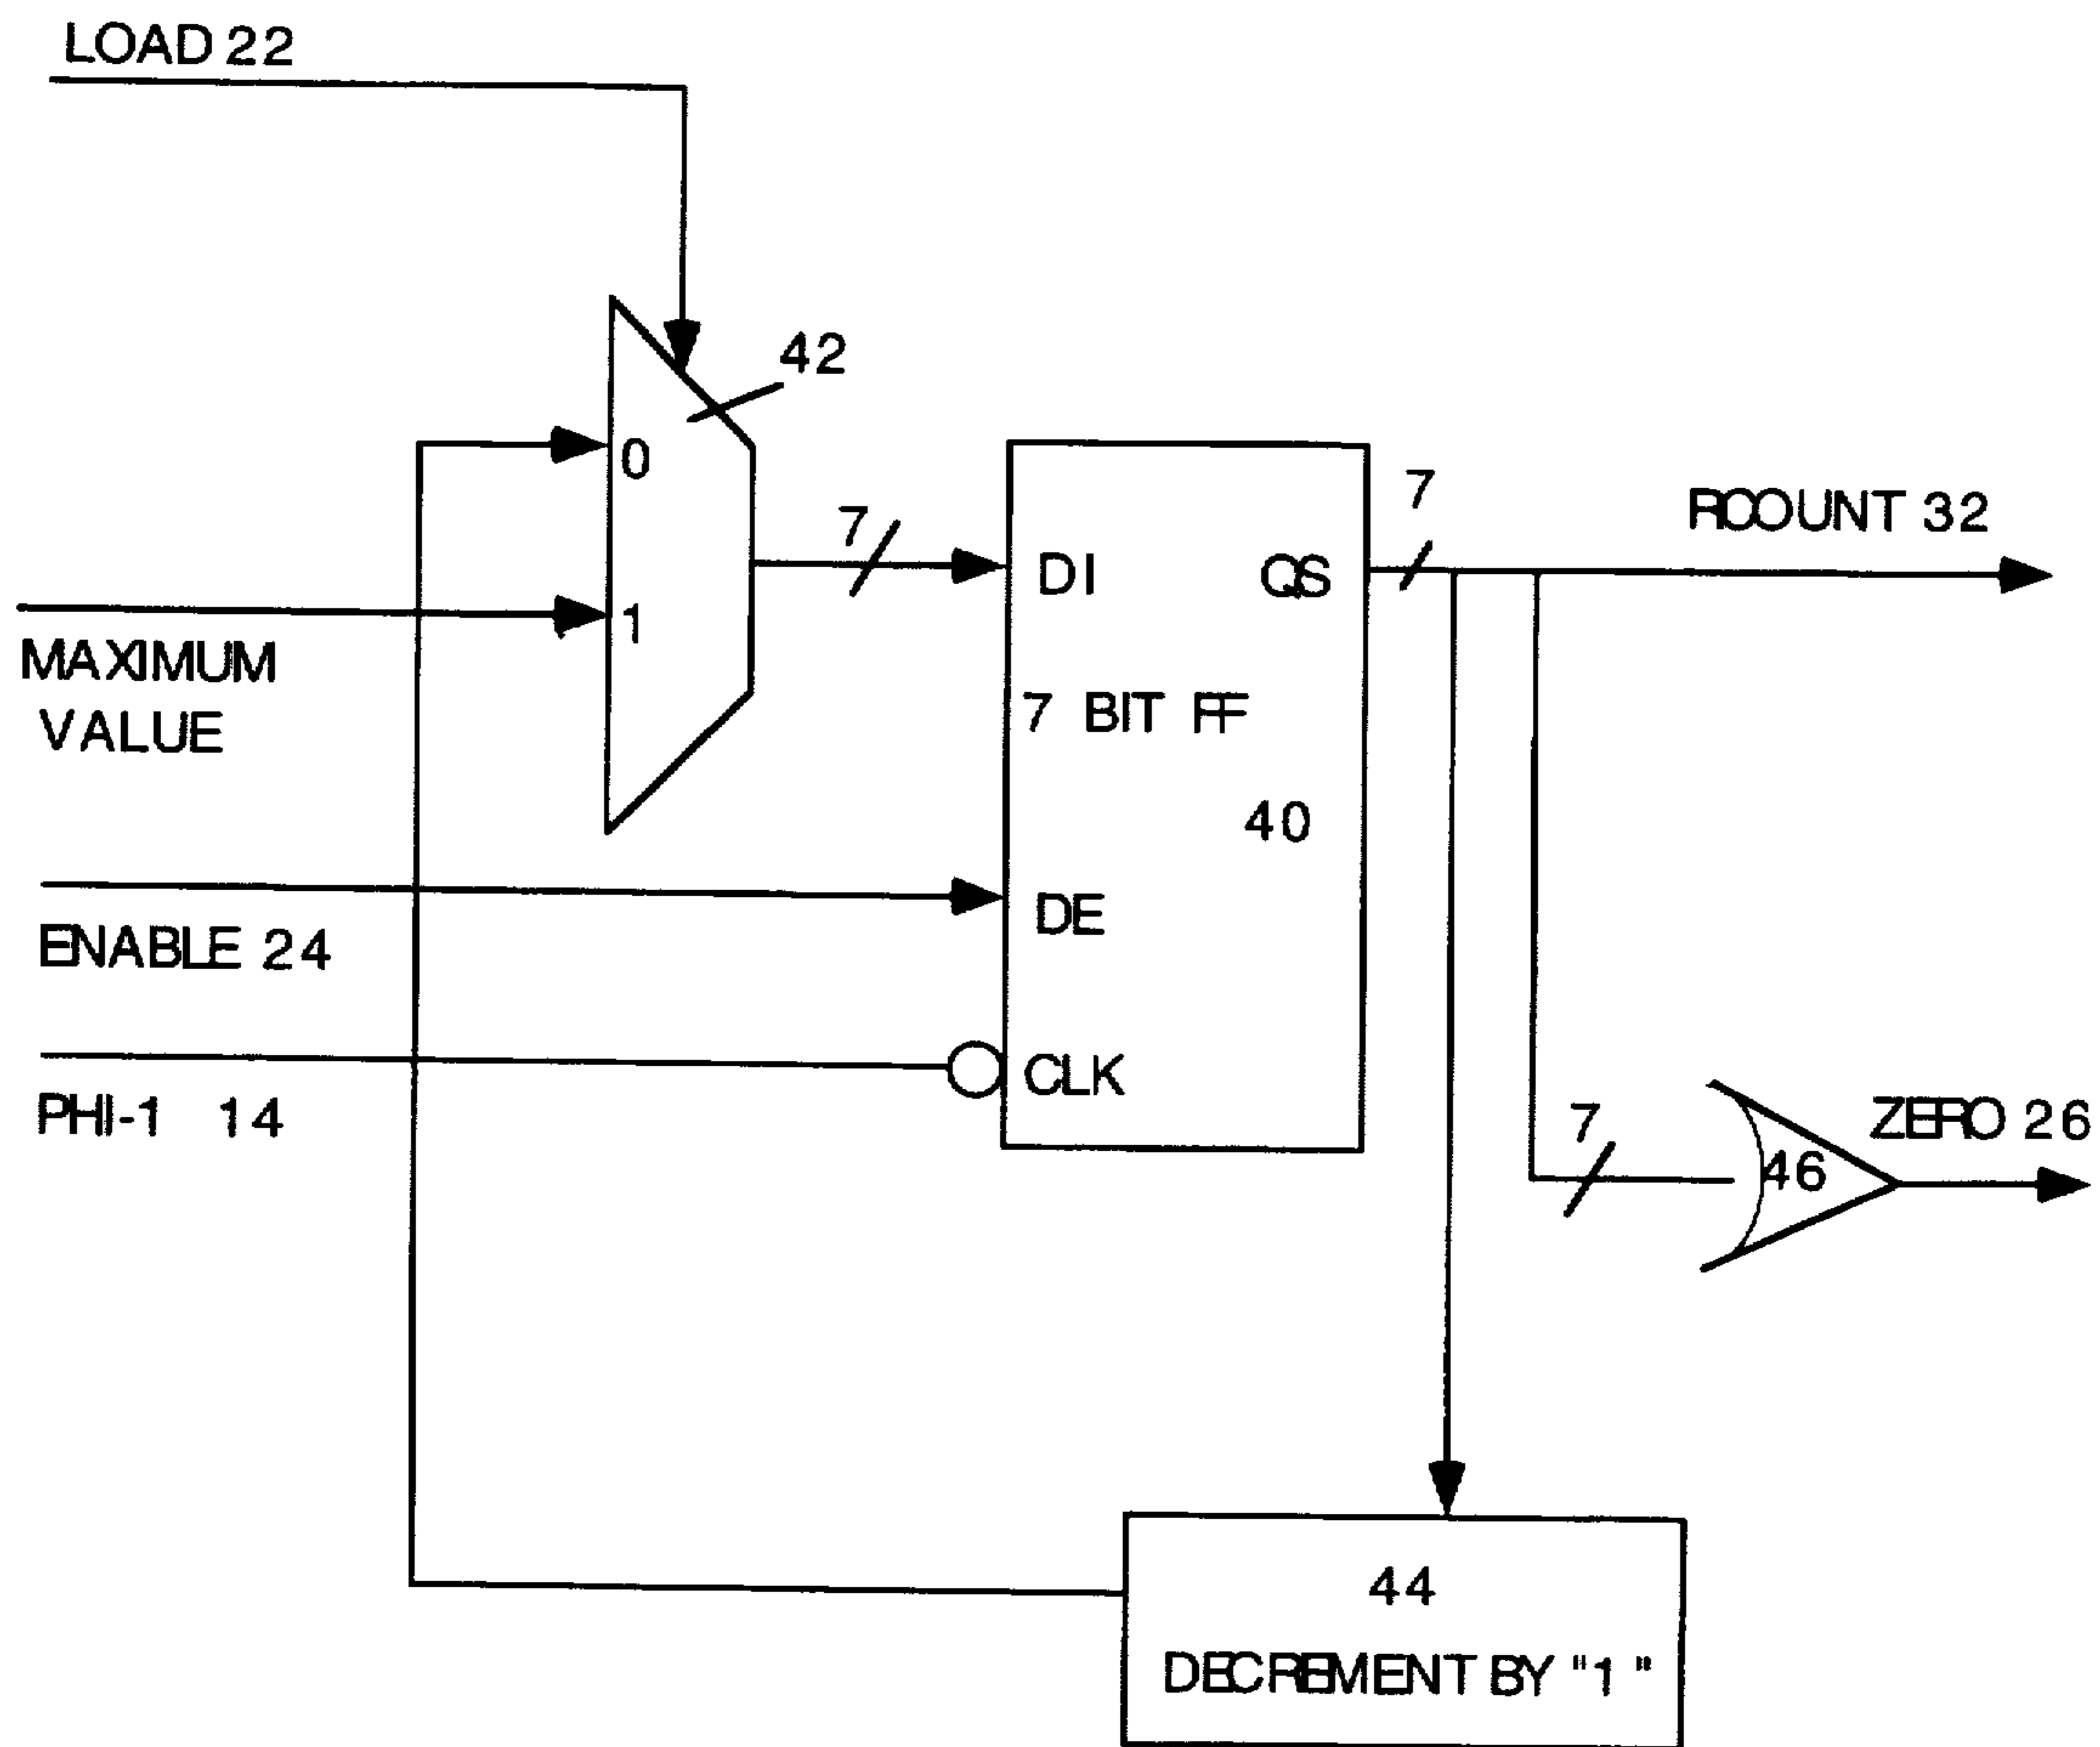 LOAD 22
42
0
7
7
RCOUNT 32
DI
QS
1
MAXIMUM
VALUE
7 BIT FF
40
DE
ENABLE 24
CLK
PHI-1 14
7
ZERO 26
46
44
DECREMENT BY "1"